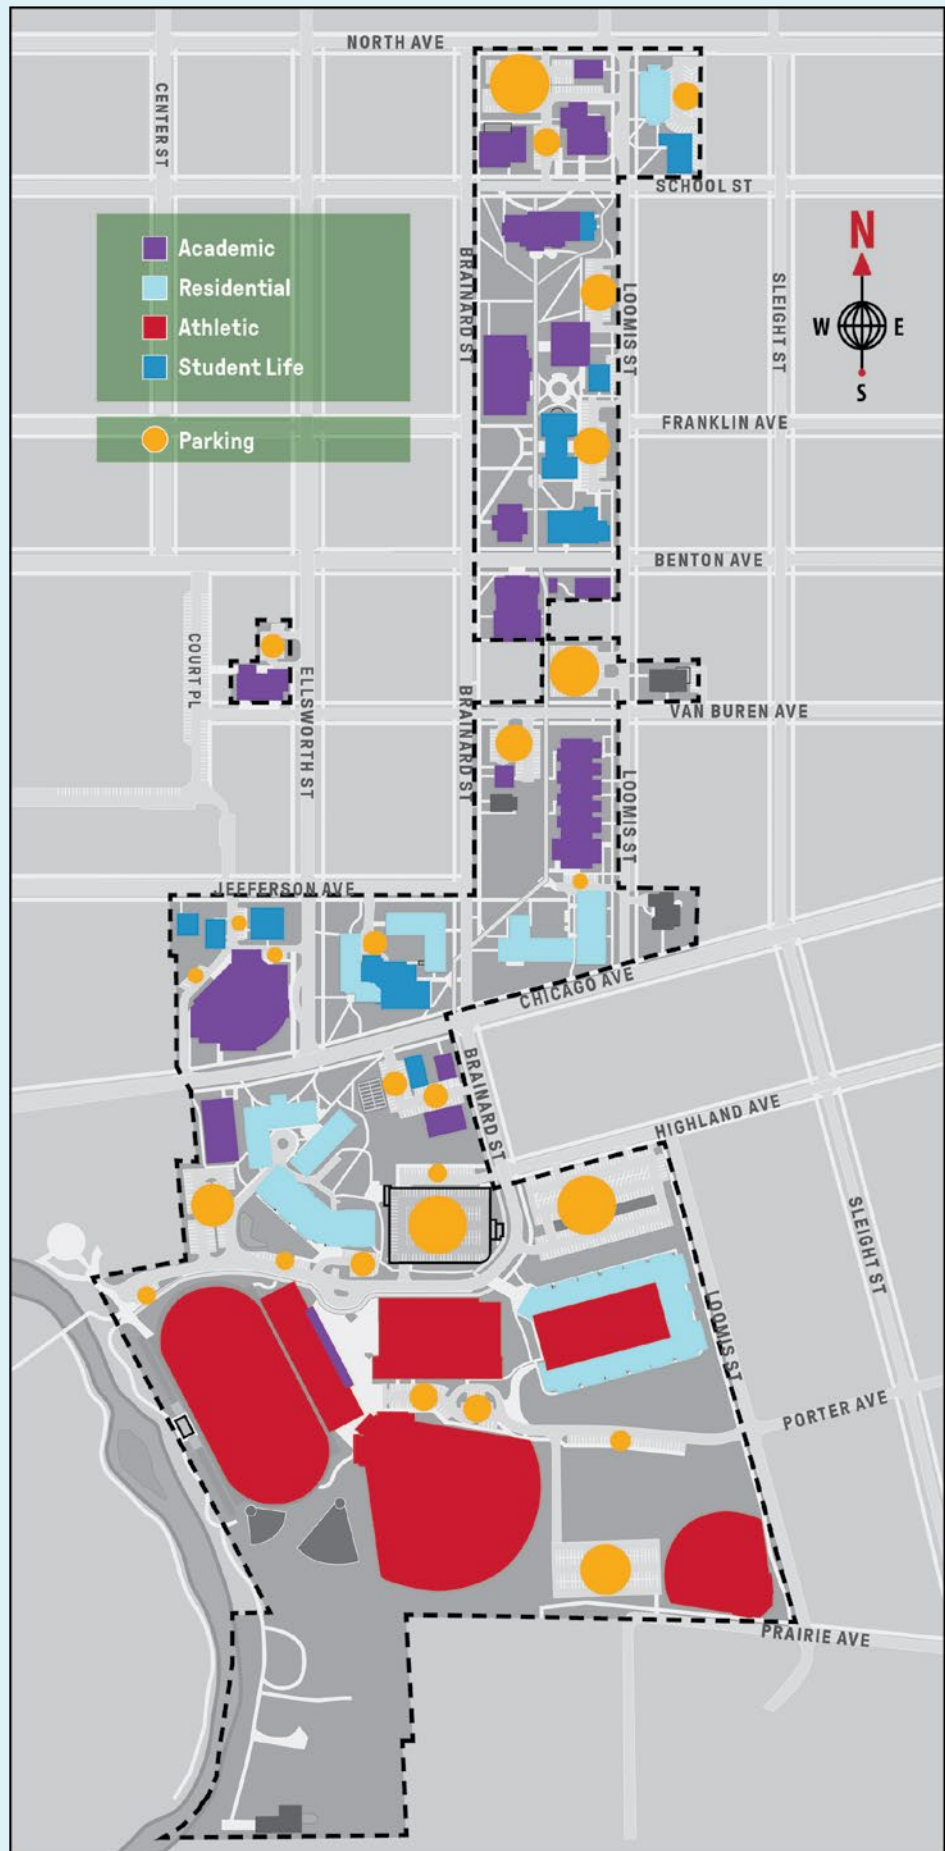 NORTH AVE
CENTER ST
SCHOOL ST
Academic
Residential
Athletic
Student Life
Parking
BRAINARD ST
LOOMIS ST
SLEIGHT ST
N
W
E
S
FRANKLIN AVE
BENTON AVE
COURT PL
ELLSWORTH ST
BRAINARD ST
VAN BUREN AVE
LOOMIS ST
JEFFERSON AVE
CHICAGO AVE
BRAINARD ST
HIGHLAND AVE
SLEIGHT ST
LOOMIS ST
PORTER AVE
PRAIRIE AVE